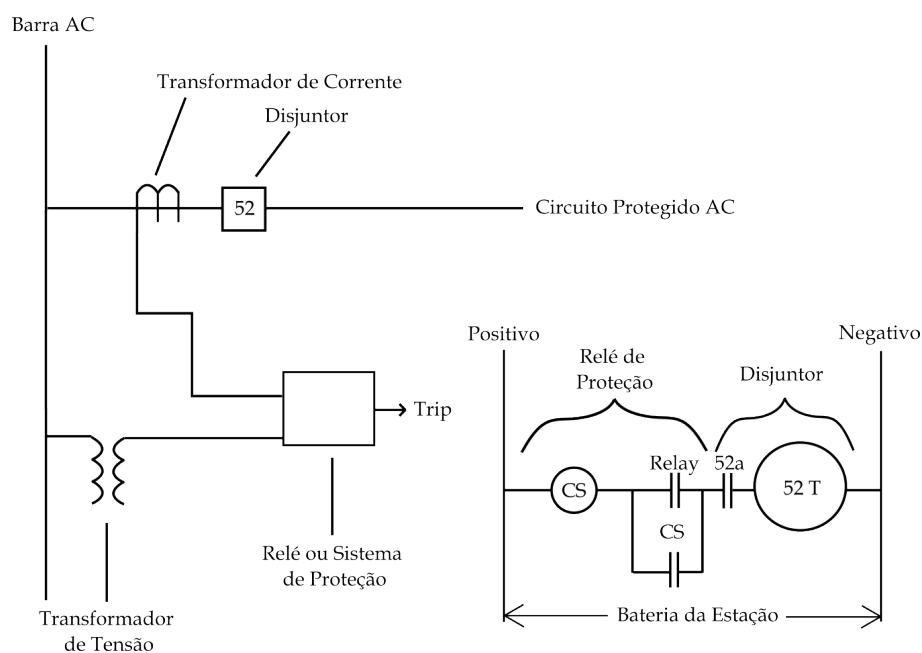 Barra AC
Transformador de Corrente
Disjuntor
52
Circuito Protegido AC
Trip
Relé ou Sistema
de Proteção
Transformador
de Tensão
Positivo
Negativo
Relé de
Proteção
Disjuntor
Relay
52a
CS
52 T
CS
Bateria da Estação